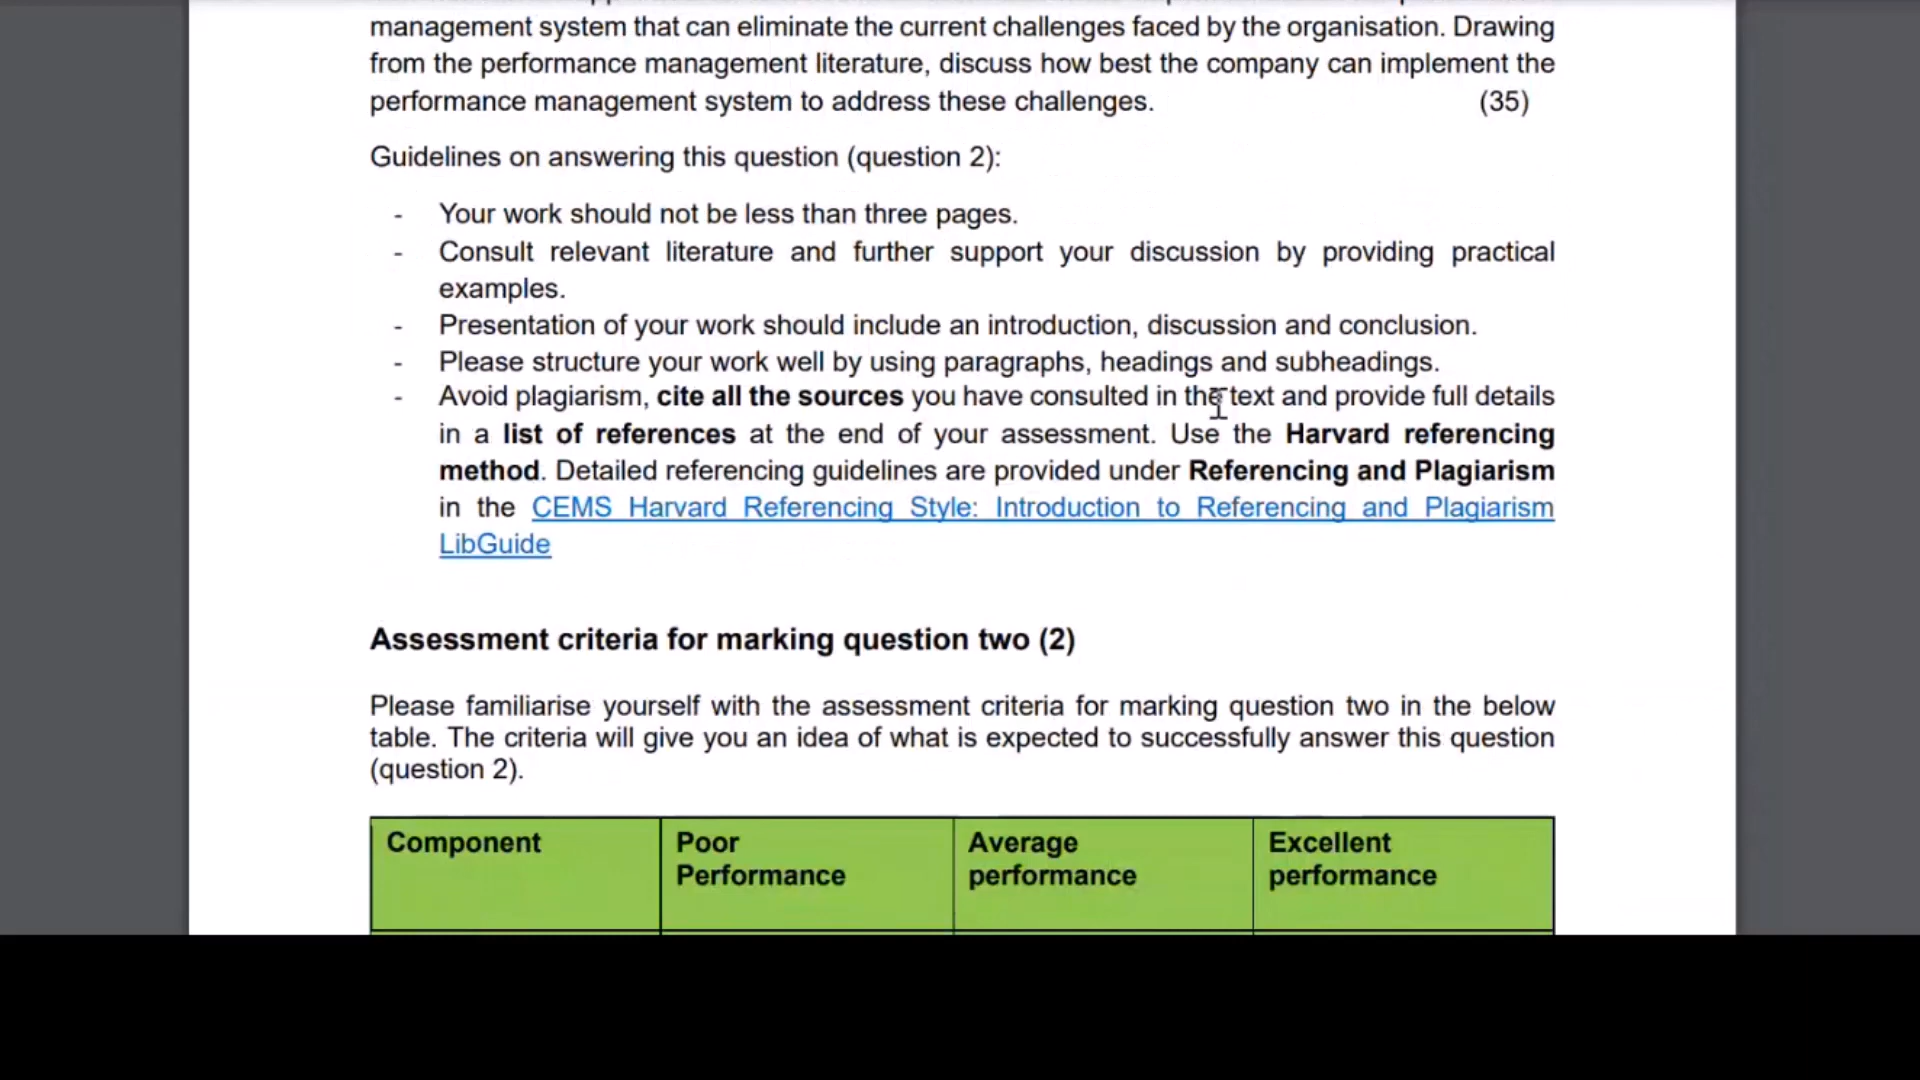 management system that can eliminate the current challenges faced by the organisation. Drawing
from the performance management literature, discuss how best the company can implement the
performance management system to address these challenges. (35)
Guidelines on answering this question (question 2):
- Your work should not be less than three pages.
- Consult relevant literature and further support your discussion by providing practical
examples.
- Presentation of your work should include an introduction, discussion and conclusion.
- Please structure your work well by using paragraphs, headings and subheadings.
- Avoid plagiarism, cite all the sources you have consulted in the text and provide full details
in a list of references at the end of your assessment. Use the Harvard referencing
method. Detailed referencing guidelines are provided under Referencing and Plagiarism
in the CEMS Harvard Referencing Style: Introduction to Referencing and Plagiarism
LibGuide
Assessment criteria for marking question two (2)
Please familiarise yourself with the assessment criteria for marking question two in the below
table. The criteria will give you an idea of what is expected to successfully answer this question
(question 2).
Component Poor Average Excellent
Performance performance performance